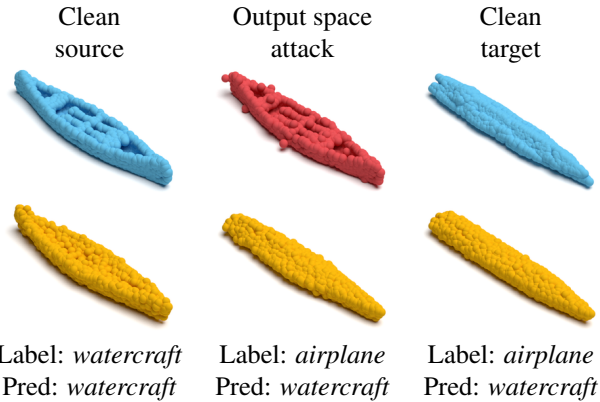 Clean
source
Output space
attack
Clean
target
Label: watercraft
Pred: watercraft
Label: airplane
Pred: watercraft
Label: airplane
Pred: watercraft